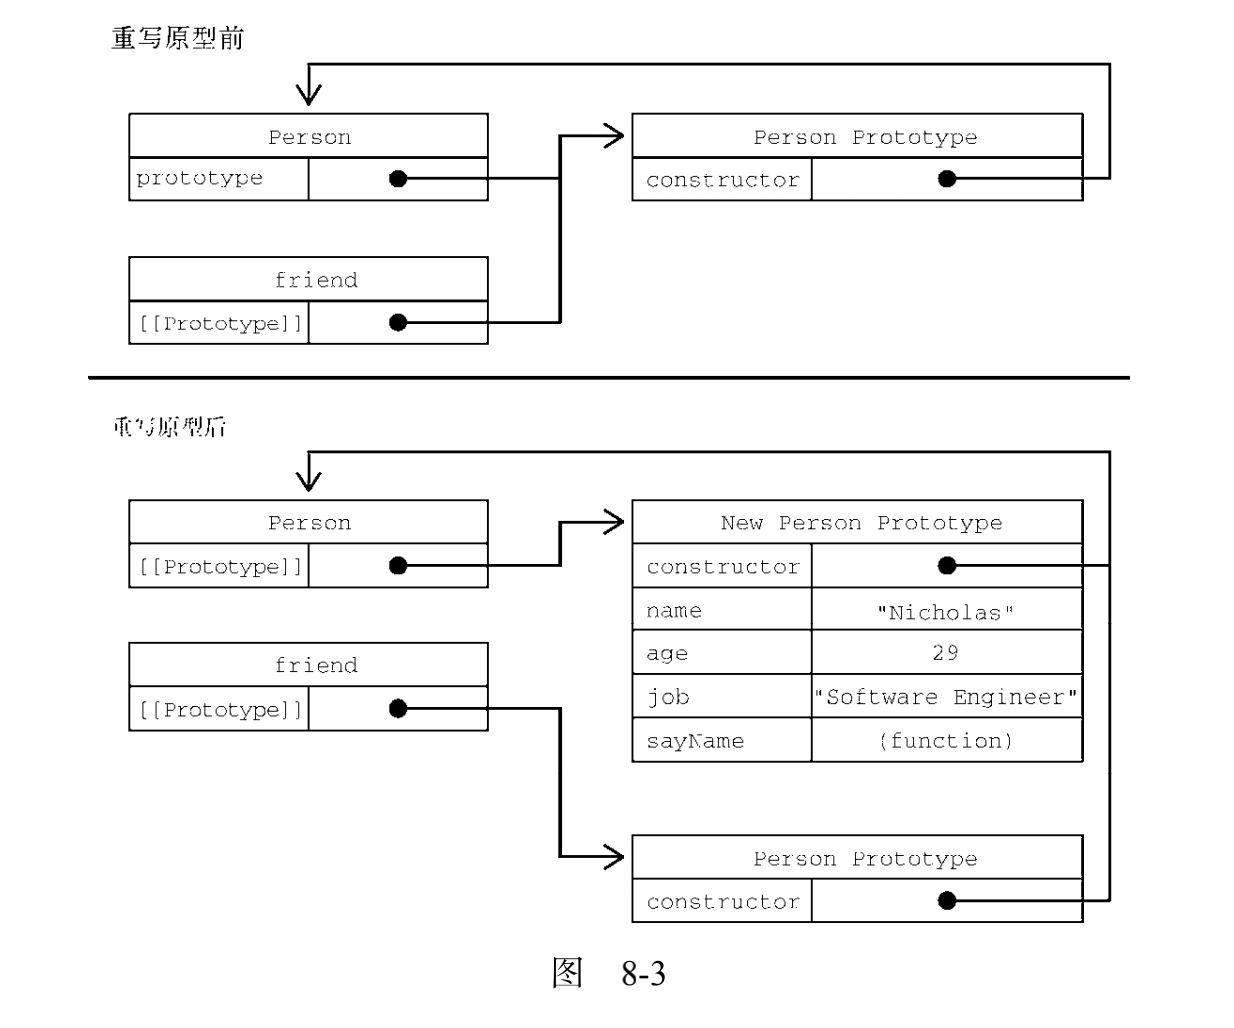 重写原型前
Person
Person Prototype
prototype
constructor
friend
[[Prototype]]
重写原型后
Person
New Person Prototype
[[Prototype]]
constructor
name
"Nicholas"
age
29
friend
[[Prototype]]
job
"Software Engineer"
sayName
(function)
Person Prototype
constructor
图 8-3